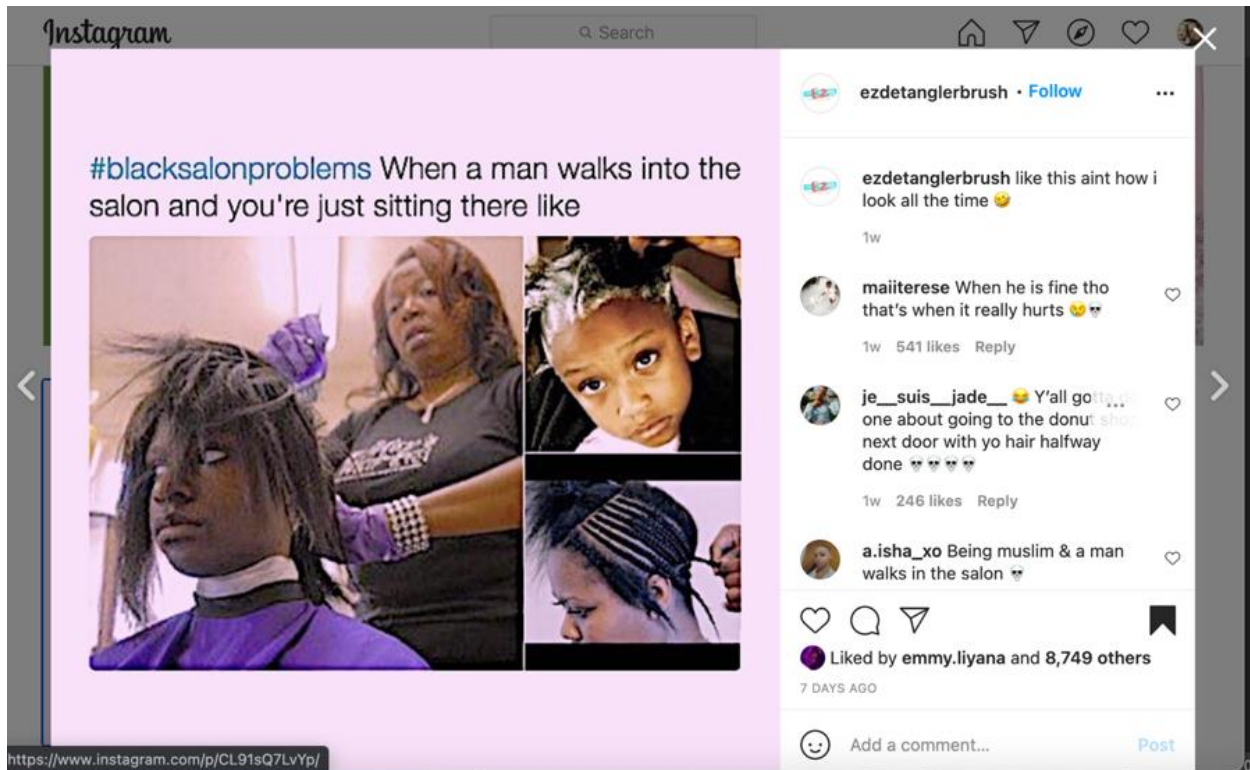 Instagram
Search
#blacksalonproblems When a man walks into the
salon and you're just sitting there like
ezdetanglerbrush • Follow
ezdetanglerbrush like this aint how i
look all the time 🤣
1w
maiiterese When he is fine tho
that's when it really hurts 😢💀
1w 541 likes Reply
je__suis__jade__ 😂 Y'all gotta
one about going to the donut shop
next door with yo hair halfway
done 💀💀💀💀
1w 246 likes Reply
a.isha_xo Being muslim & a man
walks in the salon 💀
Liked by emmy.liyana and 8,749 others
7 DAYS AGO
Add a comment... Post
https://www.instagram.com/p/CL91sQ7LvYp/